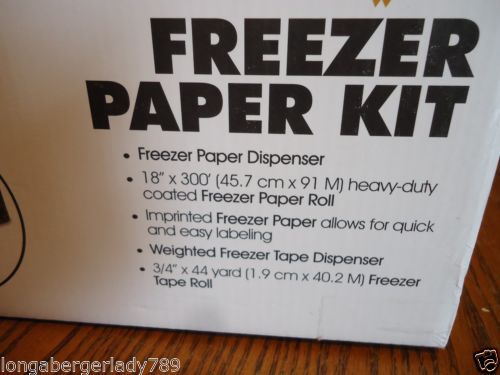 FREEZER
PAPER KIT
• Freezer Paper Dispenser
• 18" x 300' (45.7 cm x 91 M) heavy-duty
coated Freezer Paper Roll
• Imprinted Freezer Paper allows for quick
and easy labeling
• Weighted Freezer Tape Dispenser
• 3/4" x 44 yard (1.9 cm x 40.2 M) Freezer
Tape Roll
longabergerlady789